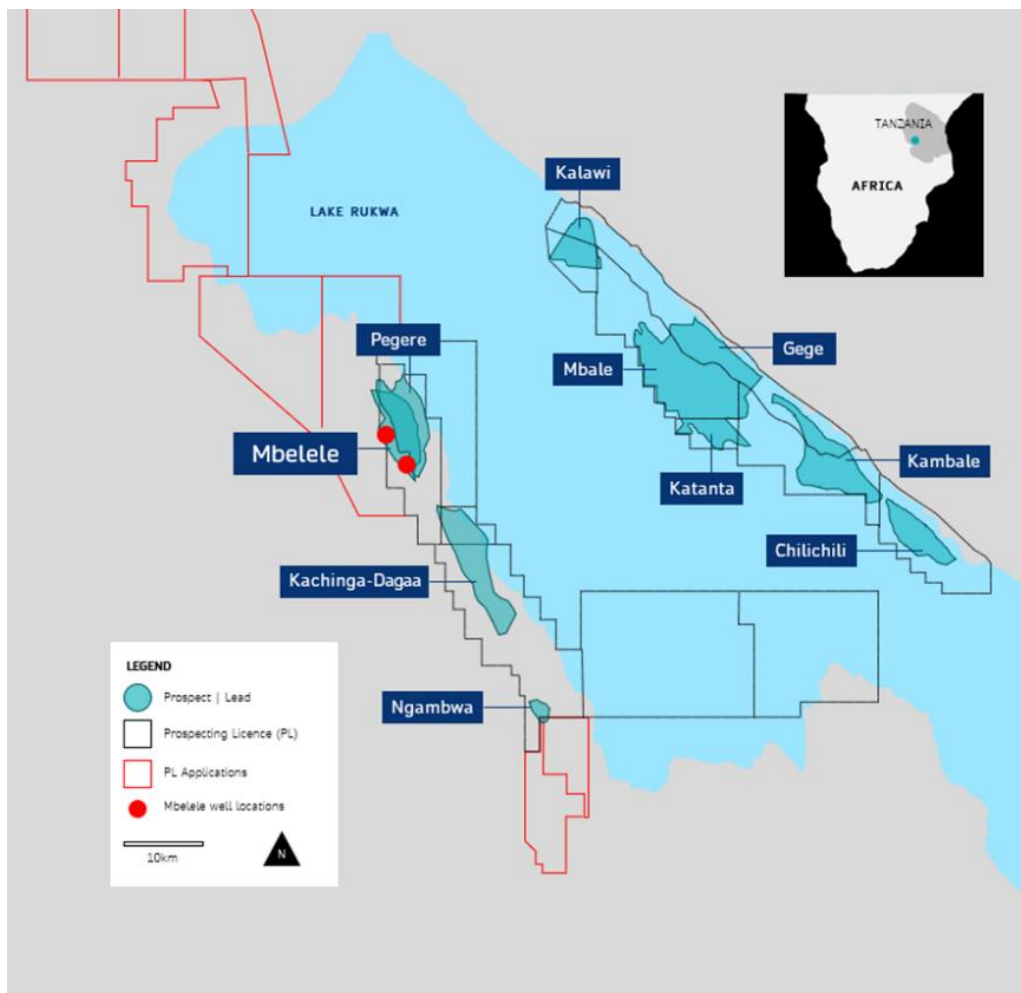 TANZANIA
AFRICA
Kalawi
LAKE RUKWA
Pegere
Gege
Mbale
Mbelele
Kambale
Katanta
Chilichili
Kachinga-Dagaa
LEGEND
Prospect | Lead
Prospecting Licence (PL)
PL Applications
Mbelele well locations
10km
N
Ngambwa